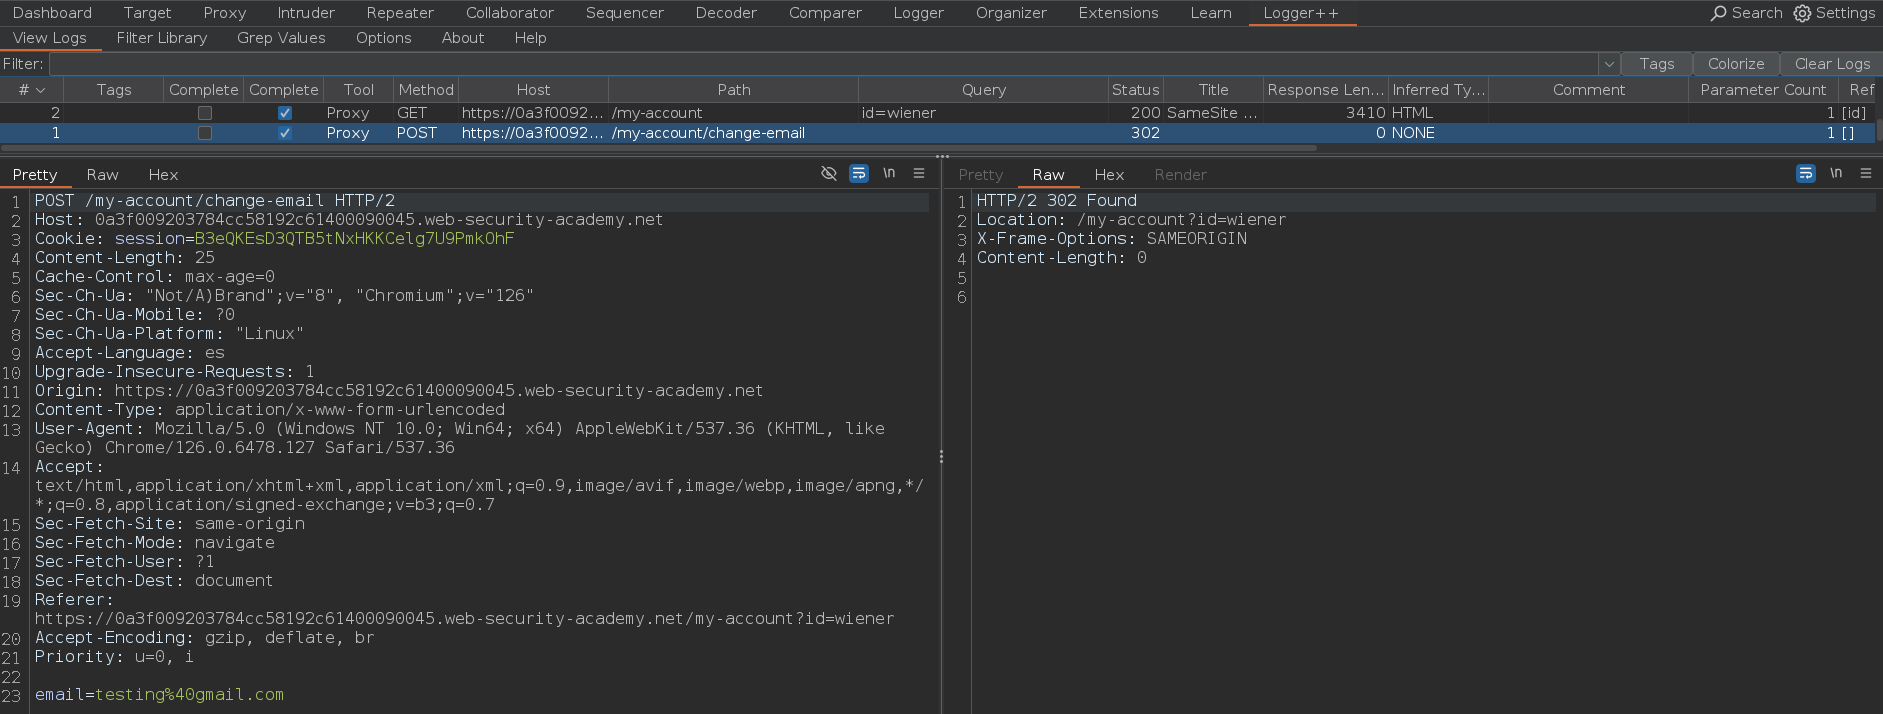 Dashboard Target Proxy Intruder Repeater Collaborator Sequencer Decoder Comparer Logger Organizer Extensions Learn Logger++ Search Settings
View Logs Filter Library Grep Values Options About Help
Filter: Tags Colorize Clear Logs
# Tags Complete Complete Tool Method Host Path Query Status Title Response Len... Inferred Ty... Comment Parameter Count Ref
2 Proxy GET https://0a3f0092... /my-account id=wiener 200 SameSite ... 3410 HTML 1 [id]
1 Proxy POST https://0a3f0092... /my-account/change-email 302 0 NONE 1 []
Pretty Raw Hex \n
1 POST /my-account/change-email HTTP/2
2 Host: 0a3f009203784cc58192c61400090045.web-security-academy.net
3 Cookie: session=B3eQKEsD3QTB5tNxHKKCelg7U9PmkOhF
4 Content-Length: 25
5 Cache-Control: max-age=0
6 Sec-Ch-Ua: "Not/A)Brand";v="8", "Chromium";v="126"
7 Sec-Ch-Ua-Mobile: ?0
8 Sec-Ch-Ua-Platform: "Linux"
9 Accept-Language: es
10 Upgrade-Insecure-Requests: 1
11 Origin: https://0a3f009203784cc58192c61400090045.web-security-academy.net
12 Content-Type: application/x-www-form-urlencoded
13 User-Agent: Mozilla/5.0 (Windows NT 10.0; Win64; x64) AppleWebKit/537.36 (KHTML, like
Gecko) Chrome/126.0.6478.127 Safari/537.36
14 Accept:
text/html,application/xhtml+xml,application/xml;q=0.9,image/avif,image/webp,image/apng,*/
*;q=0.8,application/signed-exchange;v=b3;q=0.7
15 Sec-Fetch-Site: same-origin
16 Sec-Fetch-Mode: navigate
17 Sec-Fetch-User: ?1
18 Sec-Fetch-Dest: document
19 Referer:
https://0a3f009203784cc58192c61400090045.web-security-academy.net/my-account?id=wiener
20 Accept-Encoding: gzip, deflate, br
21 Priority: u=0, i
22
23 email=testing%40gmail.com
Pretty Raw Hex Render \n
1 HTTP/2 302 Found
2 Location: /my-account?id=wiener
3 X-Frame-Options: SAMEORIGIN
4 Content-Length: 0
5
6